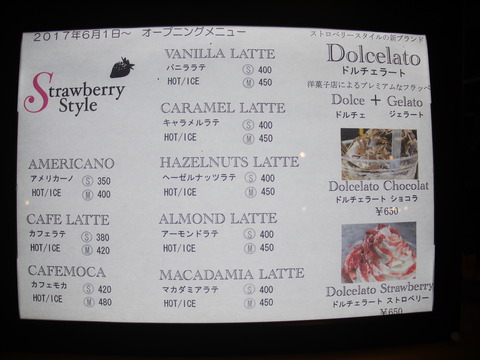 2017年6月1日～　オープニングメニュー
Strawberry
Style
AMERICANO
アメリカーノ Ⓢ 350
HOT/ICE Ⓜ 400
CAFE LATTE
カフェラテ Ⓢ 380
HOT/ICE Ⓜ 420
CAFEMOCA
カフェモカ Ⓢ 420
HOT/ICE Ⓜ 480
VANILLA LATTE
バニララテ Ⓢ 400
HOT/ICE Ⓜ 450
CARAMEL LATTE
キャラメルラテ Ⓢ 400
HOT/ICE Ⓜ 450
HAZELNUTS LATTE
ヘーゼルナッツラテ Ⓢ 400
HOT/ICE Ⓜ 450
ALMOND LATTE
アーモンドラテ Ⓢ 400
HOT/ICE Ⓜ 450
MACADAMIA LATTE
マカダミアラテ Ⓢ 400
HOT/ICE Ⓜ 450
ストロベリースタイルの新ブランド
Dolcelato
ドルチェラート
洋菓子店によるプレミアムなフラッペ
Dolce + Gelato
ドルチェ　ジェラート
Dolcelato Chocolat
ドルチェラート ショコラ
￥650
Dolcelato Strawberry
ドルチェラート ストロベリー
￥650